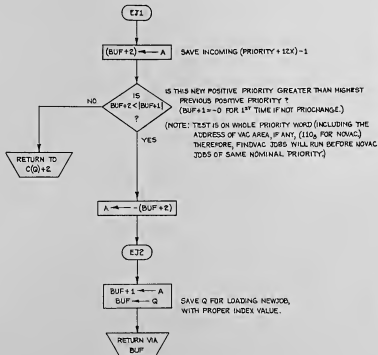 EJ1
(BUF+2) ← A
SAVE INCOMING (PRIORITY+12X)-1
IS
BUF+2<|BUF+1|
?
NO
YES
IS THIS NEW POSITIVE PRIORITY GREATER THAN HIGHEST
PREVIOUS POSITIVE PRIORITY ?
(BUF+1=-0 FOR 1ST TIME IF NOT PRIOCHANGE.)
(NOTE: TEST IS ON WHOLE PRIORITY WORD (INCLUDING THE
ADDRESS OF VAC AREA, IF ANY, (110₈ FOR NOVAC.)
THEREFORE, FINDVAC JOBS WILL RUN BEFORE NOVAC
JOBS OF SAME NOMINAL PRIORITY.)
RETURN TO
C(Q)+2
A ← -(BUF+2)
EJ2
BUF+1 ← A
BUF ← Q
SAVE Q FOR LOADING NEWJOB,
WITH PROPER INDEX VALUE.
RETURN VIA
BUF